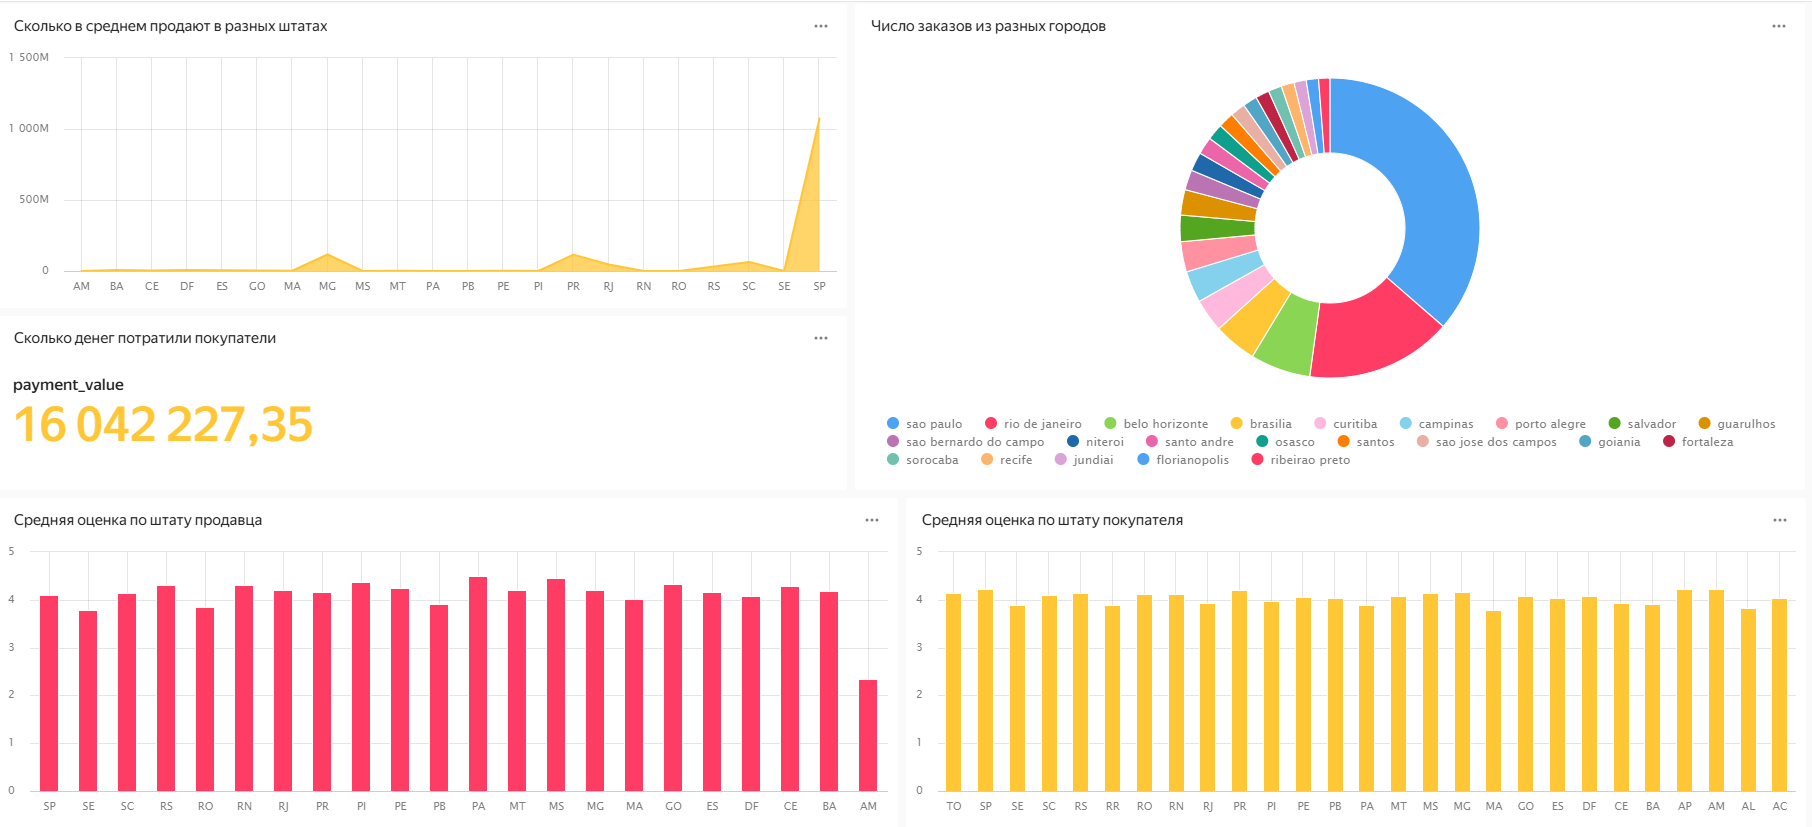 Сколько в среднем продают в разных штатах
1 500M
1 000M
500M
0
AM BA CE DF ES GO MA MG MS MT PA PB PE PI PR RJ RN RO RS SC SE SP
Число заказов из разных городов
sao paulo rio de janeiro belo horizonte brasilia curitiba campinas porto alegre salvador guarulhos
sao bernardo do campo niteroi santo andre osasco santos sao jose dos campos goiania fortaleza
sorocaba recife jundiai florianopolis ribeirao preto
Сколько денег потратили покупатели
payment_value
16 042 227,35
Средняя оценка по штату продавца
5
4
3
2
1
0
SP SE SC RS RO RN RJ PR PI PE PB PA MT MS MG MA GO ES DF CE BA AM
Средняя оценка по штату покупателя
5
4
3
2
1
0
TO SP SE SC RS RR RO RN RJ PR PI PE PB PA MT MS MG MA GO ES DF CE BA AP AM AL AC